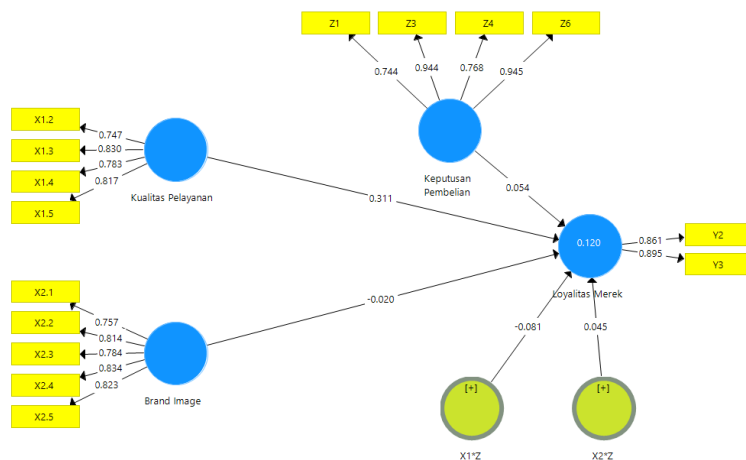 Z1
Z3
Z4
Z6
0.744
0.944
0.768
0.945
Keputusan
Pembelian
X1.2
X1.3
X1.4
X1.5
0.747
0.830
0.783
0.817
Kualitas Pelayanan
0.311
0.054
0.120
Loyalitas Merek
0.861
0.895
Y2
Y3
X2.1
X2.2
X2.3
X2.4
X2.5
0.757
0.814
0.784
0.834
0.823
Brand Image
-0.020
-0.081
0.045
[+]
[+]
X1*Z
X2*Z